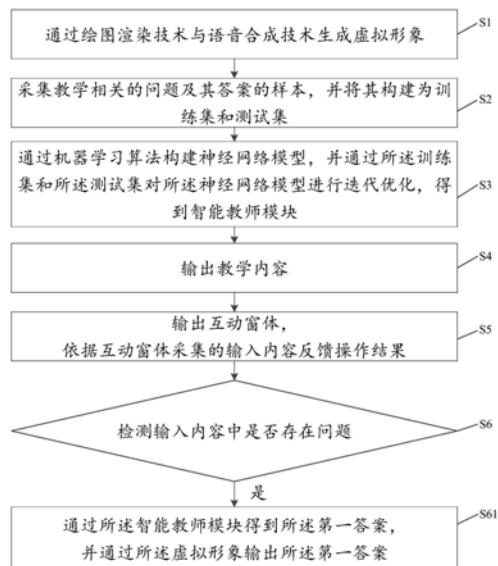 S1
通过绘图渲染技术与语音合成技术生成虚拟形象
S2
采集教学相关的问题及其答案的样本，并将其构建为训
练集和测试集
S3
通过机器学习算法构建神经网络模型，并通过所述训练
集和所述测试集对所述神经网络模型进行迭代优化，得
到智能教师模块
S4
输出教学内容
S5
输出互动窗体，
依据互动窗体采集的输入内容反馈操作结果
S6
检测输入内容中是否存在问题
是
S61
通过所述智能教师模块得到所述第一答案，
并通过所述虚拟形象输出所述第一答案